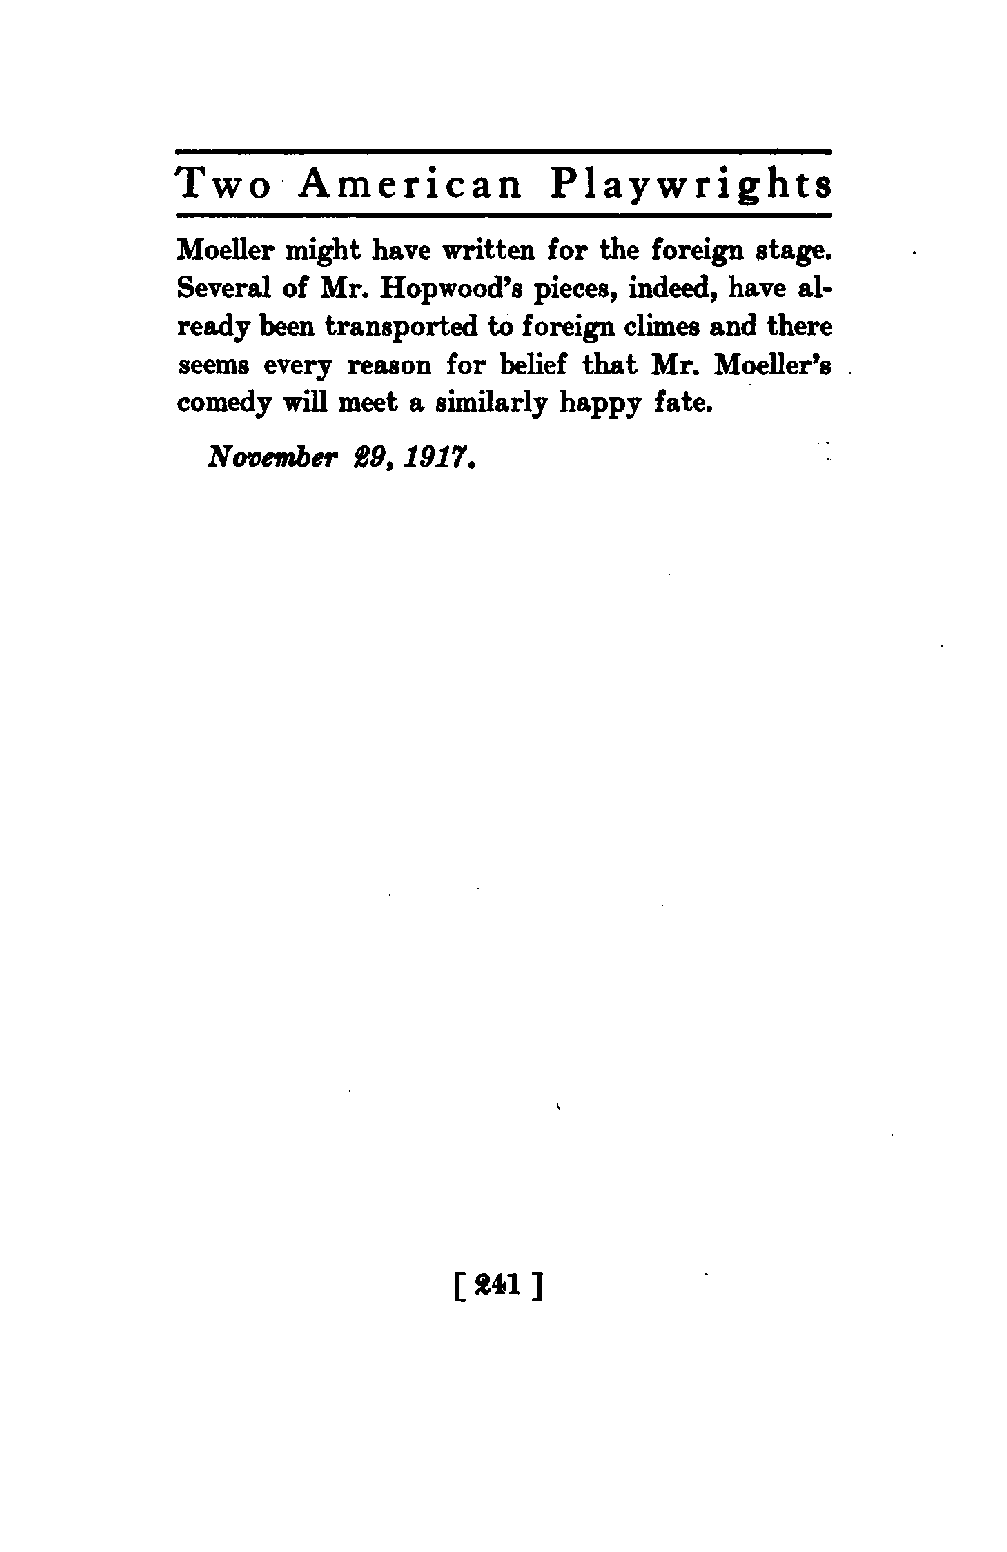 Two American Playwrights
Moeller might have written for the foreign stage.
Several of Mr. Hopwood's pieces, indeed, have al-
ready been transported to foreign climes and there
seems every reason for belief that Mr. Moeller's
comedy will meet a similarly happy fate.
November 29, 1917.
[ 241 ]